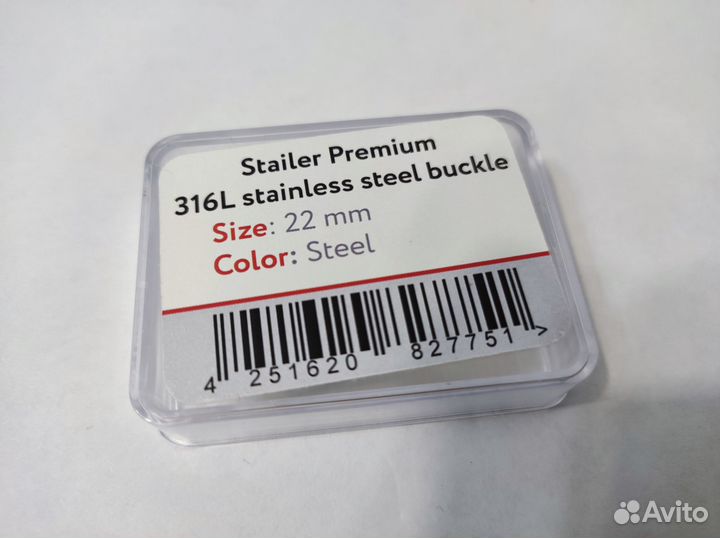 Stailer Premium
316L stainless steel buckle
Size: 22 mm
Color: Steel
4 251620 827751 >
Avito